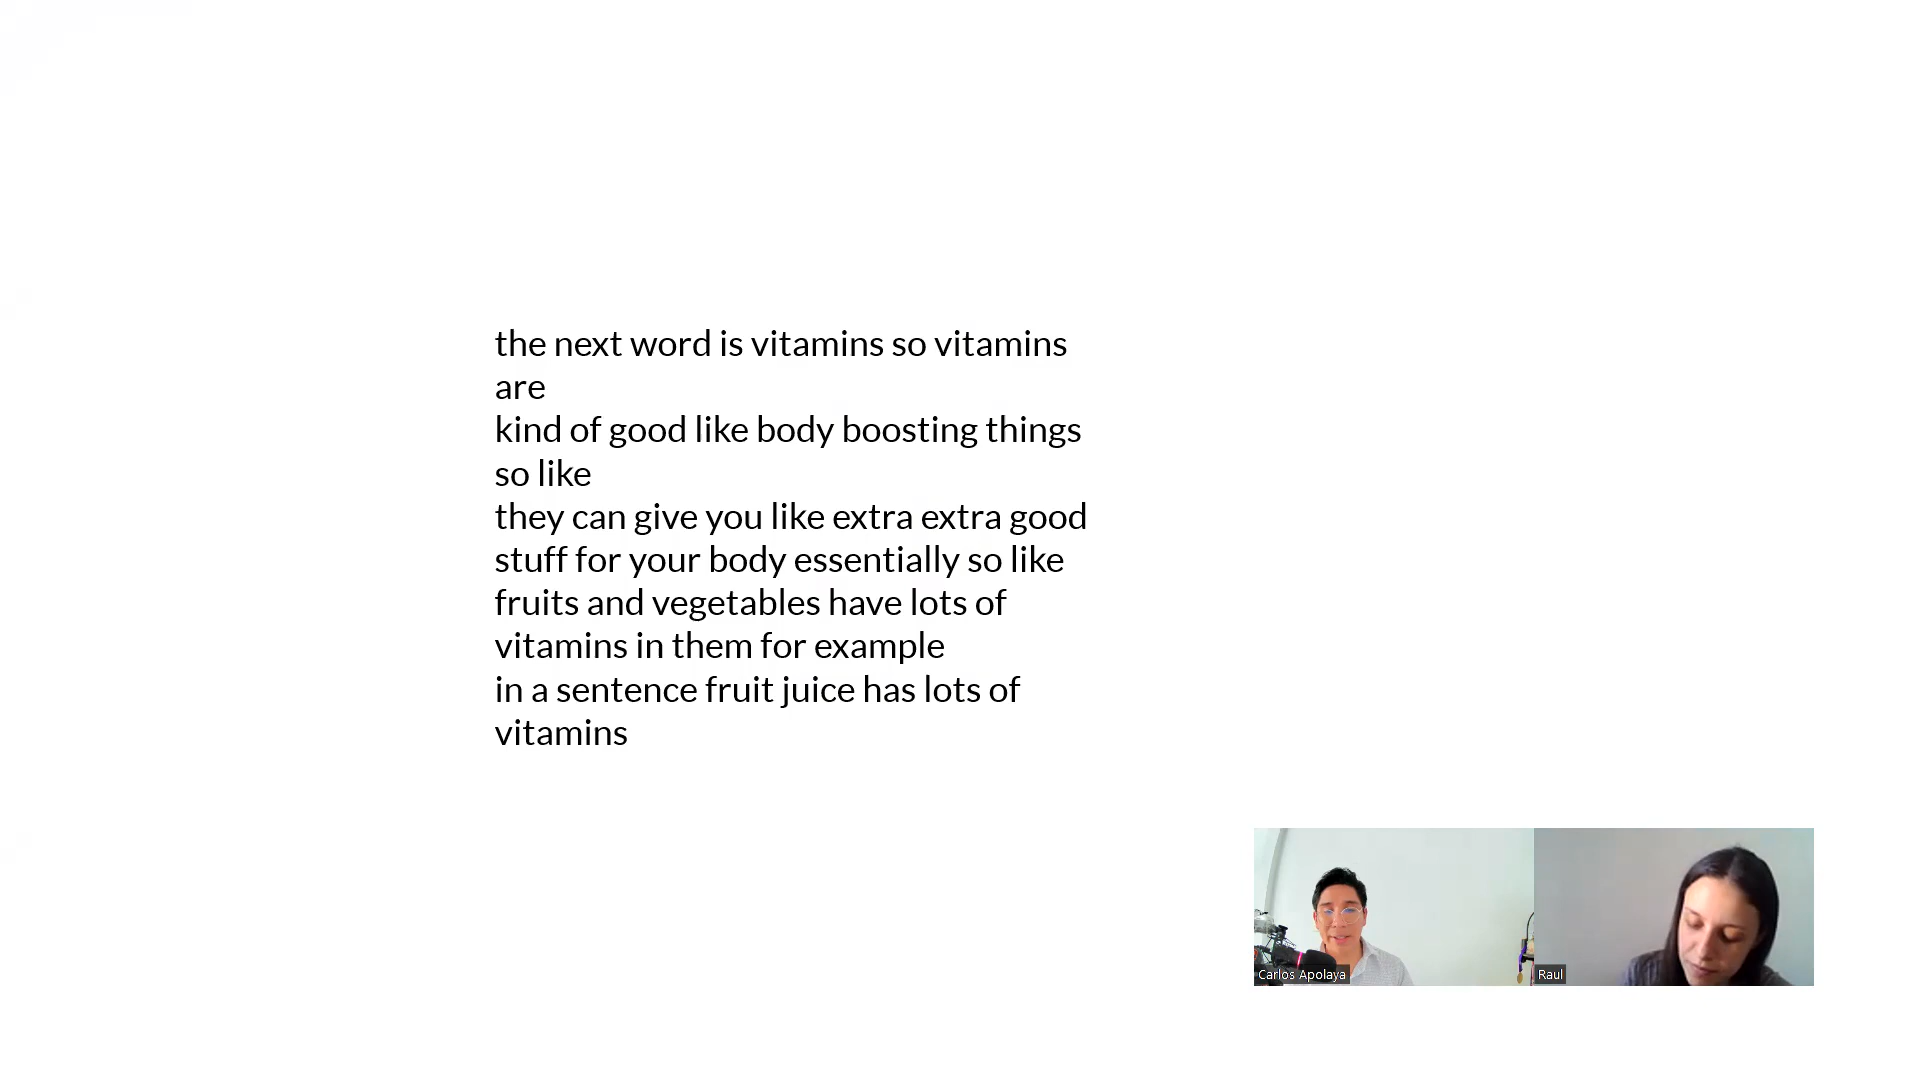 the next word is vitamins so vitamins
are
kind of good like body boosting things
so like
they can give you like extra extra good
stuff for your body essentially so like
fruits and vegetables have lots of
vitamins in them for example
in a sentence fruit juice has lots of
vitamins
Carlos Apolaya
Raul